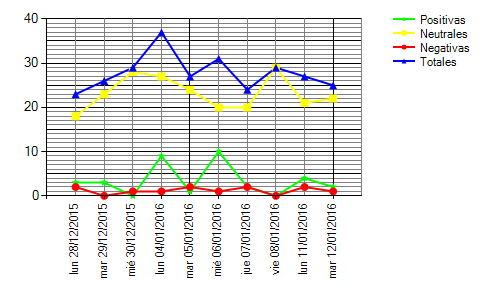 40
30
20
10
0
lun 28/12/2015
mar 29/12/2015
mié 30/12/2015
lun 04/01/2016
mar 05/01/2016
mié 06/01/2016
jue 07/01/2016
vie 08/01/2016
lun 11/01/2016
mar 12/01/2016
Positivas
Neutrales
Negativas
Totales